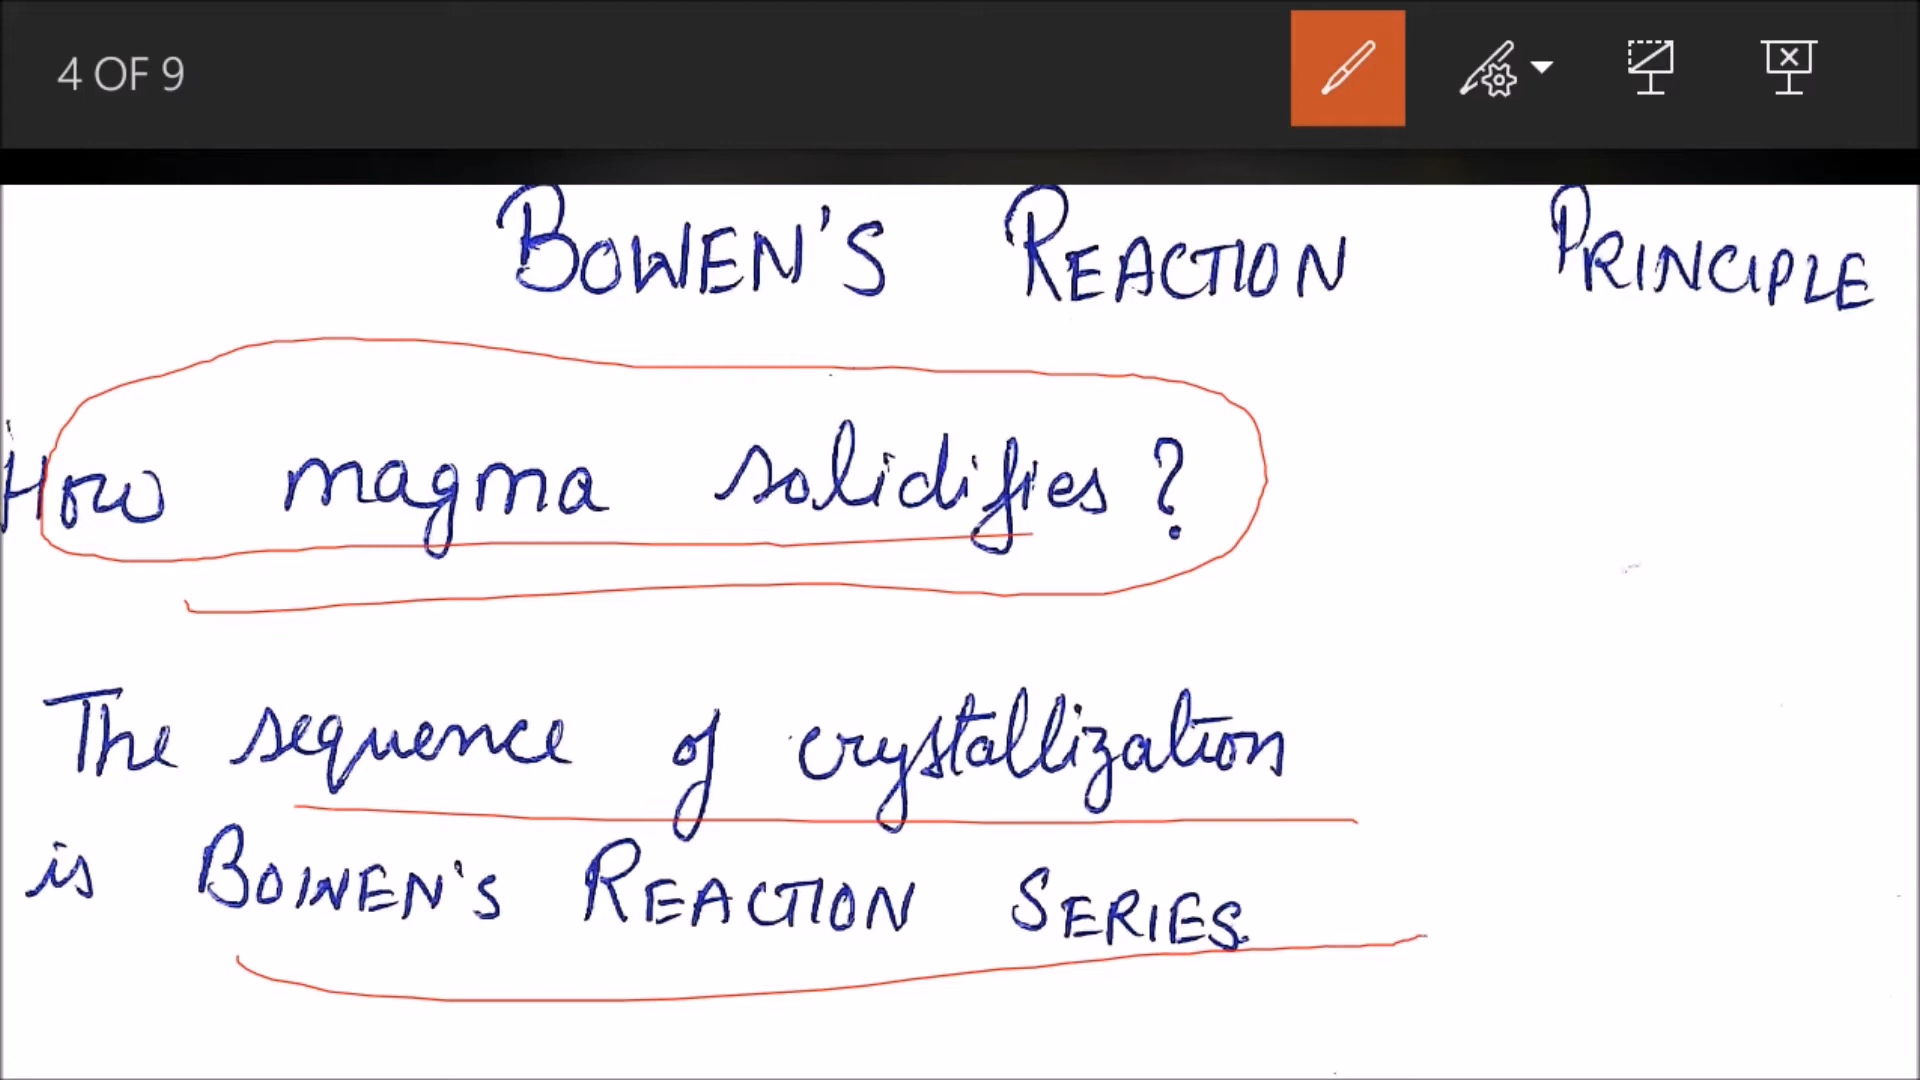 4 OF 9
BOWEN'S REACTION PRINCIPLE
How magma solidifies?
The sequence of crystallization
is BOWEN'S REACTION SERIES.